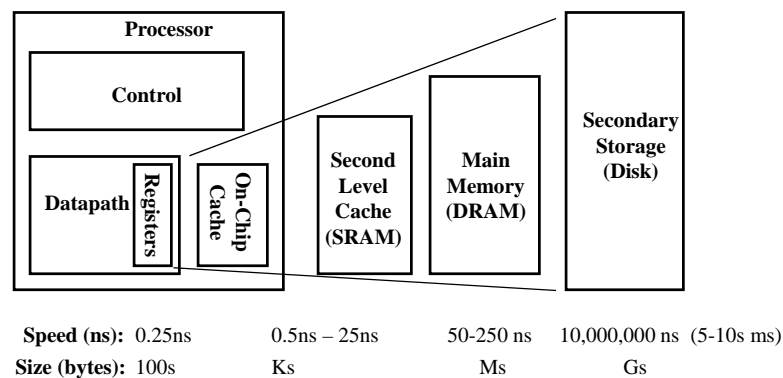 Processor
Control
Datapath
Registers
On-Chip
Cache
Second
Level
Cache
(SRAM)
Main
Memory
(DRAM)
Secondary
Storage
(Disk)
Speed (ns): 0.25ns 0.5ns – 25ns 50-250 ns 10,000,000 ns (5-10s ms)
Size (bytes): 100s Ks Ms Gs